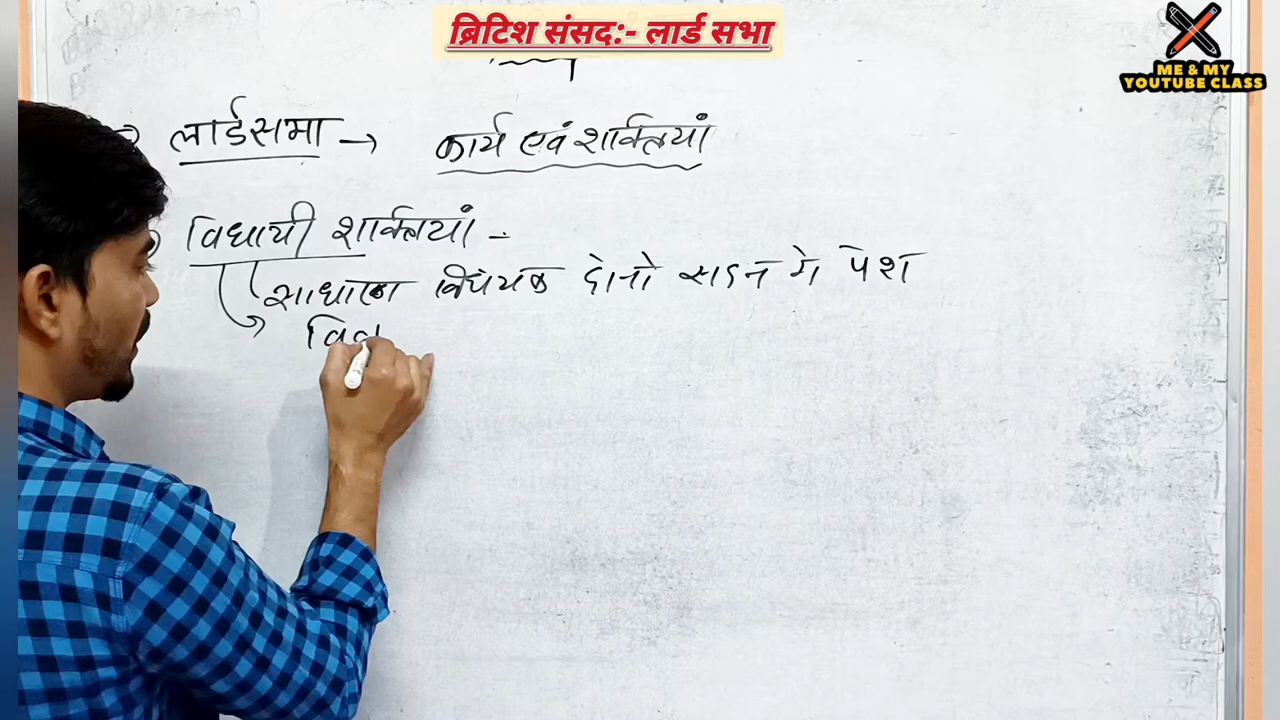 ब्रिटिश संसद:- लार्ड सभा
ME & MY
YOUTUBE CLASS
लार्डसभा → कार्य एवं शक्तियां
विधायी शक्तियां -
साधारण विधेयक दोनो सदन मे पेश